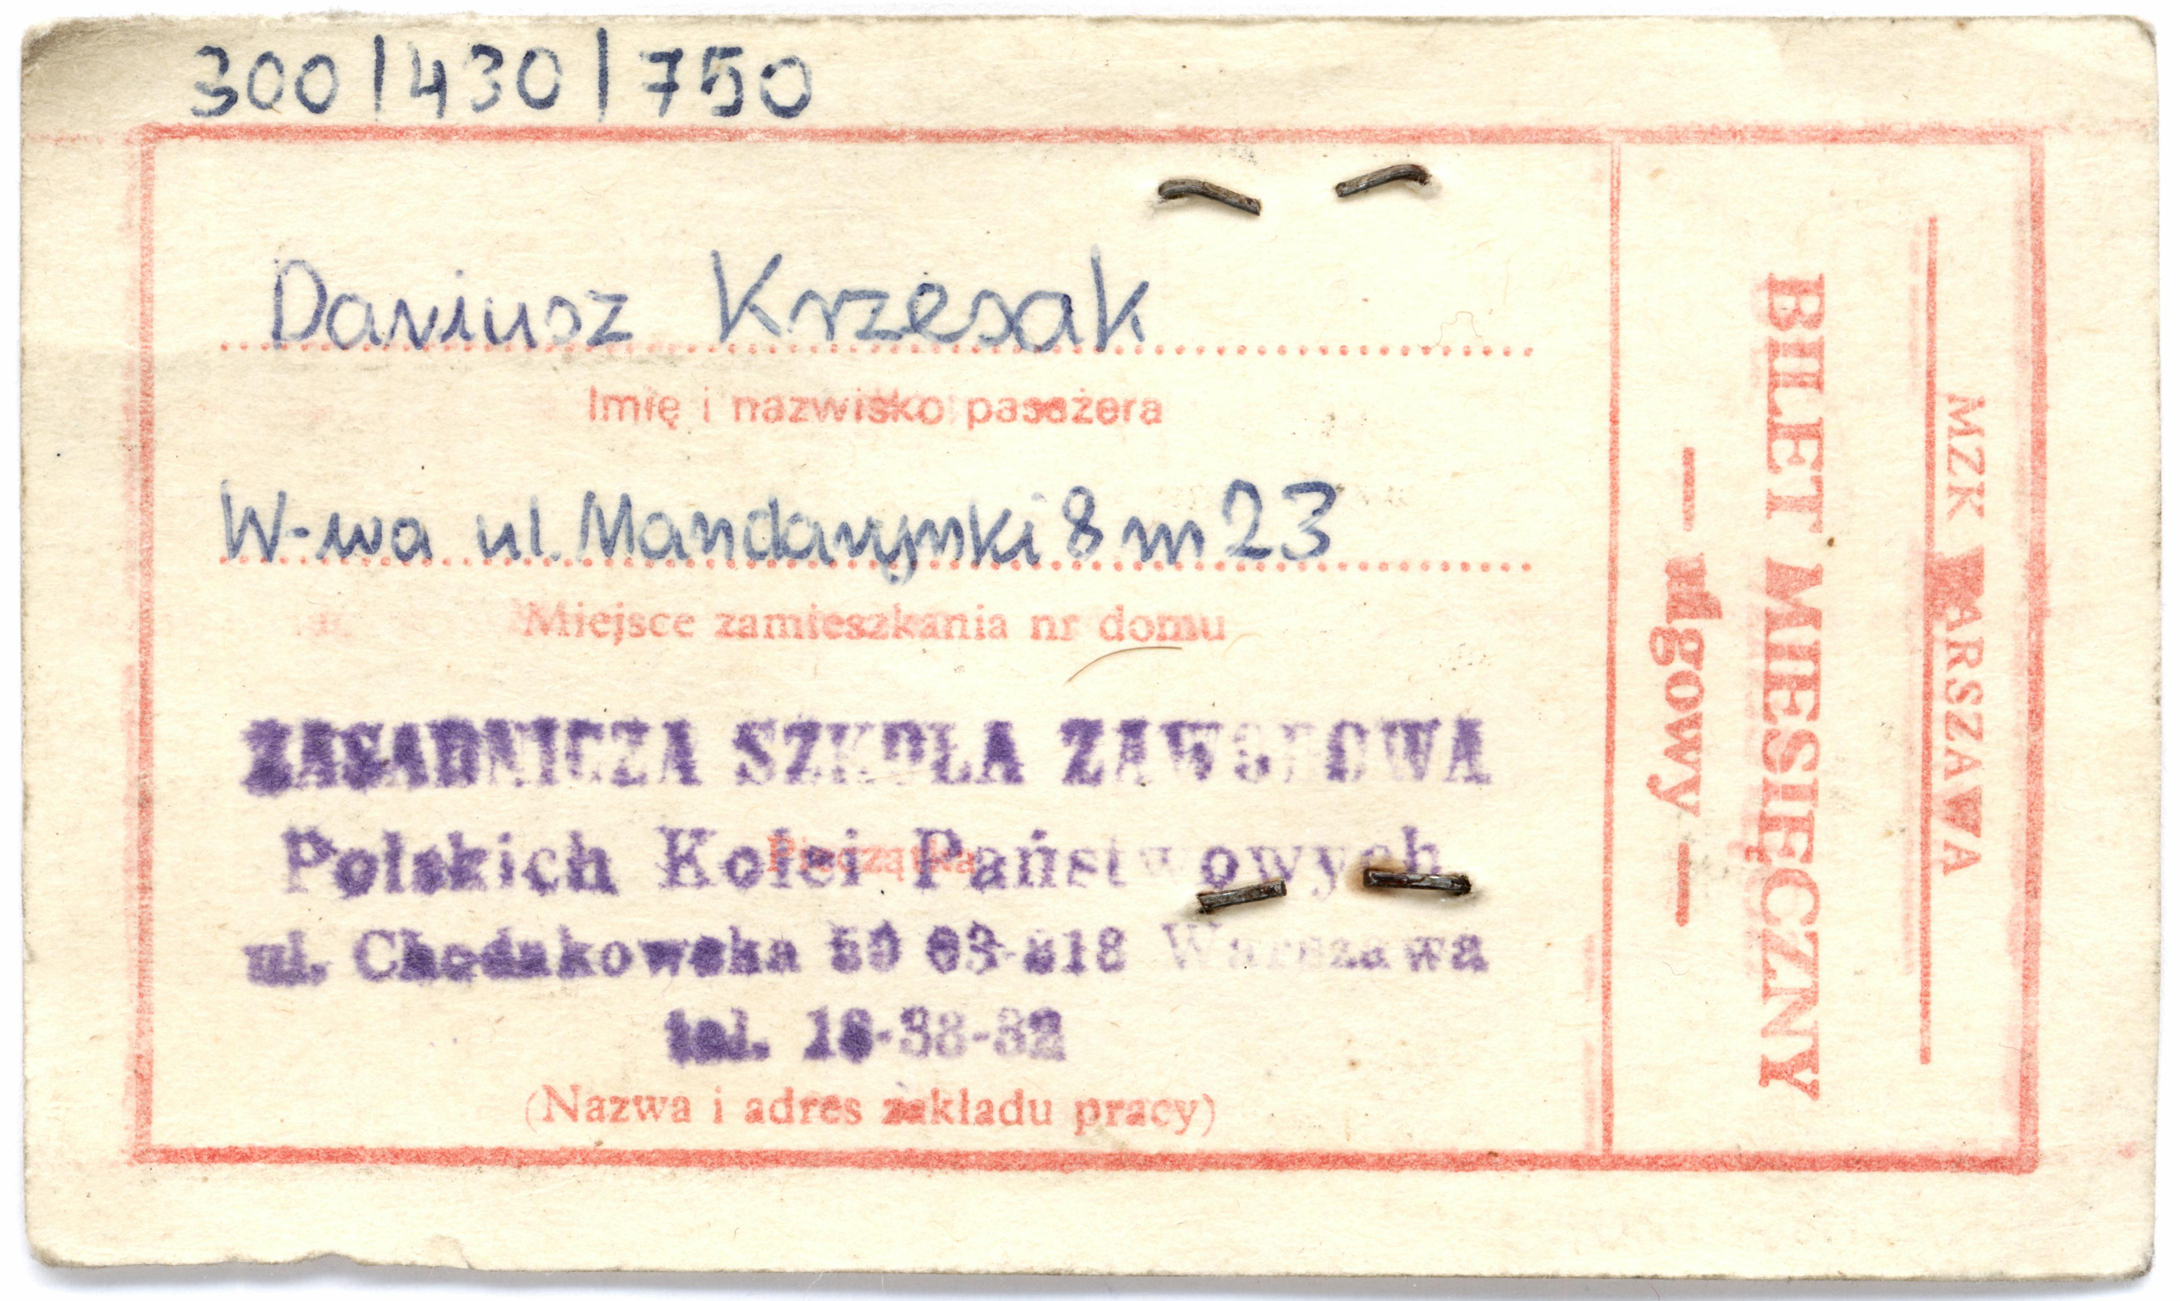 300/430/750
Dariusz Krzesak
Imię i nazwisko pasażera
W-wa ul. Mandarynki 8 m 23
Miejsce zamieszkania nr domu
ZASADNICZA SZKOŁA ZAWODOWA
Polskich Kolei Państwowych
Pieczątka
ul. Chodakowska 50 03-818 Warszawa
tel. 18-38-32
(Nazwa i adres zakładu pracy)
MZK WARSZAWA
BILET MIESIĘCZNY
— ulgowy —